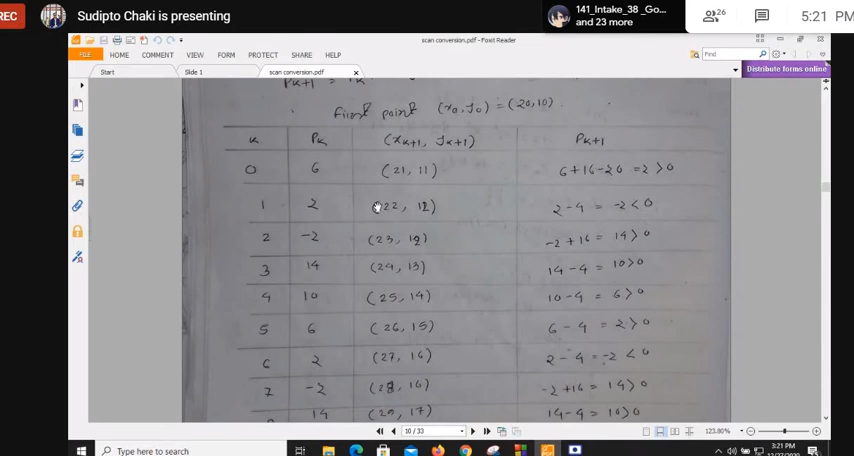 REC
Sudipto Chaki is presenting
141_Intake_38_Go...
and 23 more
26
5:21 PM
scan conversion.pdf - Foxit Reader
FILE HOME COMMENT VIEW FORM PROTECT SHARE HELP
Find
Start Slide 1 scan conversion.pdf
Distribute forms online
Pk+1 =
First point (x0, y0) = (20,10).
K Pk (xk+1, yk+1) Pk+1
0 6 (21, 11) 6+16-20 = 2 > 0
1 2 (22, 12) 2-4 = -2 < 0
2 -2 (23, 12) -2+16 = 14 > 0
3 14 (24, 13) 14-4 = 10 > 0
4 10 (25, 14) 10-4 = 6 > 0
5 6 (26, 15) 6-4 = 2 > 0
6 2 (27, 16) 2-4 = -2 < 0
7 -2 (28, 16) -2+16 = 14 > 0
14 (29, 17) 14-4 = 10 > 0
10 / 33
123.80%
Type here to search
3:21 PM